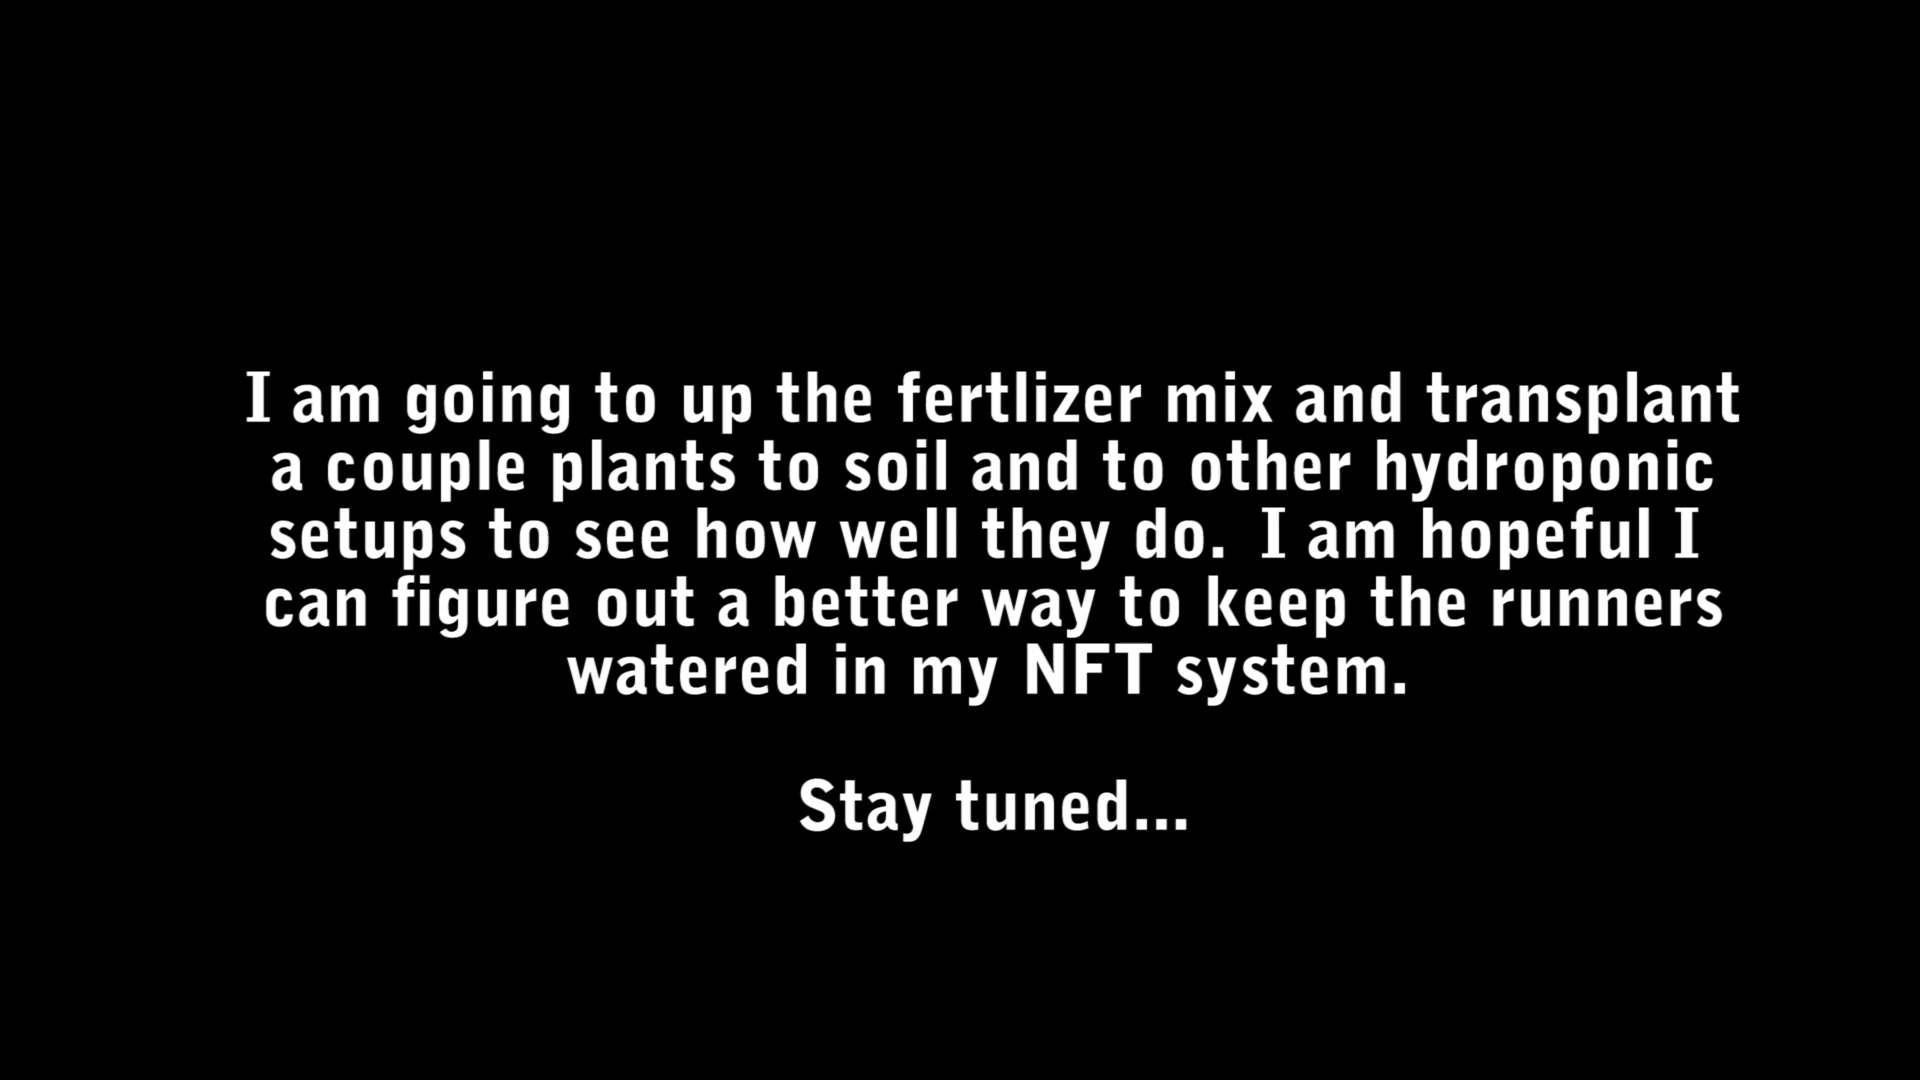 I am going to up the fertlizer mix and transplant
a couple plants to soil and to other hydroponic
setups to see how well they do.  I am hopeful I
can figure out a better way to keep the runners
watered in my NFT system.
Stay tuned...